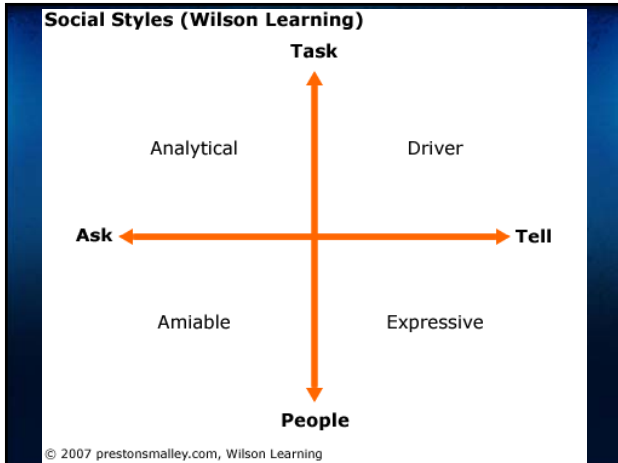 Social Styles (Wilson Learning)
Task
Analytical Driver
Ask Tell
Amiable Expressive
People
© 2007 prestonsmalley.com, Wilson Learning